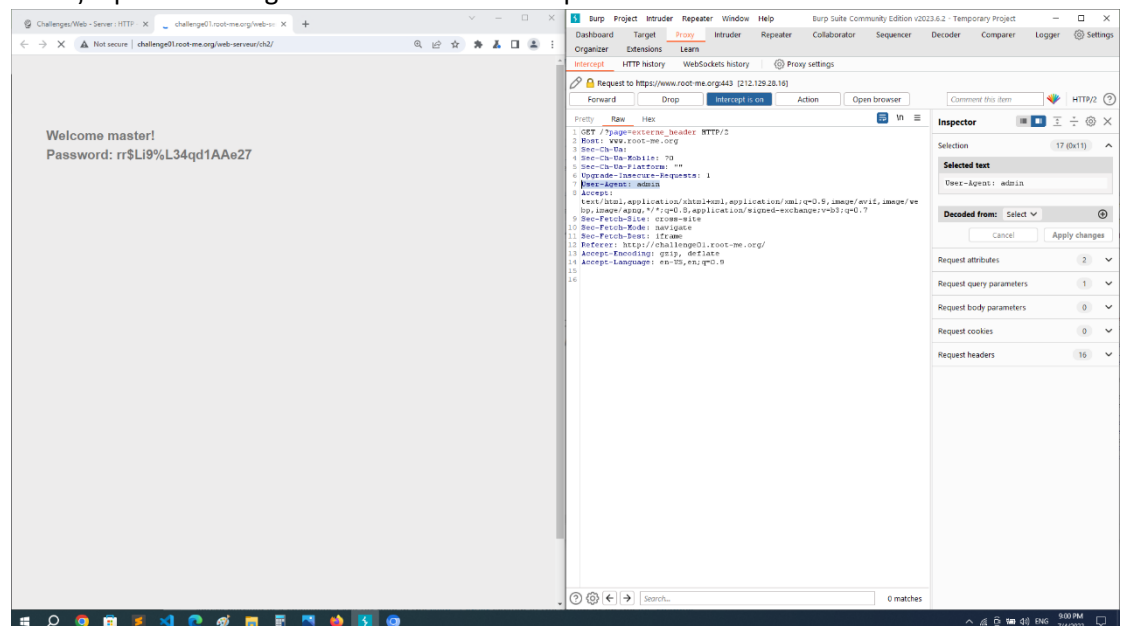 Challenges/Web - Server : HTTP
challenge01.root-me.org/web-se
Not secure | challenge01.root-me.org/web-serveur/ch2/
Welcome master!
Password: rr$Li9%L34qd1AAe27
Burp Project Intruder Repeater Window Help Burp Suite Community Edition v2023.6.2 - Temporary Project
Dashboard Target Proxy Intruder Repeater Collaborator Sequencer Decoder Comparer Logger Settings
Organizer Extensions Learn
Intercept HTTP history WebSockets history Proxy settings
Request to https://www.root-me.org:443 [212.129.28.16]
Forward Drop Intercept is on Action Open browser Comment this item HTTP/2
Pretty Raw Hex \n
1 GET /?page=externe_header HTTP/2
2 Host: www.root-me.org
3 Sec-Ch-Ua:
4 Sec-Ch-Ua-Mobile: ?0
5 Sec-Ch-Ua-Platform: ""
6 Upgrade-Insecure-Requests: 1
7 User-Agent: admin
8 Accept:
text/html,application/xhtml+xml,application/xml;q=0.9,image/avif,image/we
bp,image/apng,*/*;q=0.8,application/signed-exchange;v=b3;q=0.7
9 Sec-Fetch-Site: cross-site
10 Sec-Fetch-Mode: navigate
11 Sec-Fetch-Dest: iframe
12 Referer: http://challenge01.root-me.org/
13 Accept-Encoding: gzip, deflate
14 Accept-Language: en-US,en;q=0.9
15
16
Inspector
Selection 17 (0x11)
Selected text
User-Agent: admin
Decoded from: Select
Cancel Apply changes
Request attributes 2
Request query parameters 1
Request body parameters 0
Request cookies 0
Request headers 16
Search... 0 matches
ENG 9:00 PM